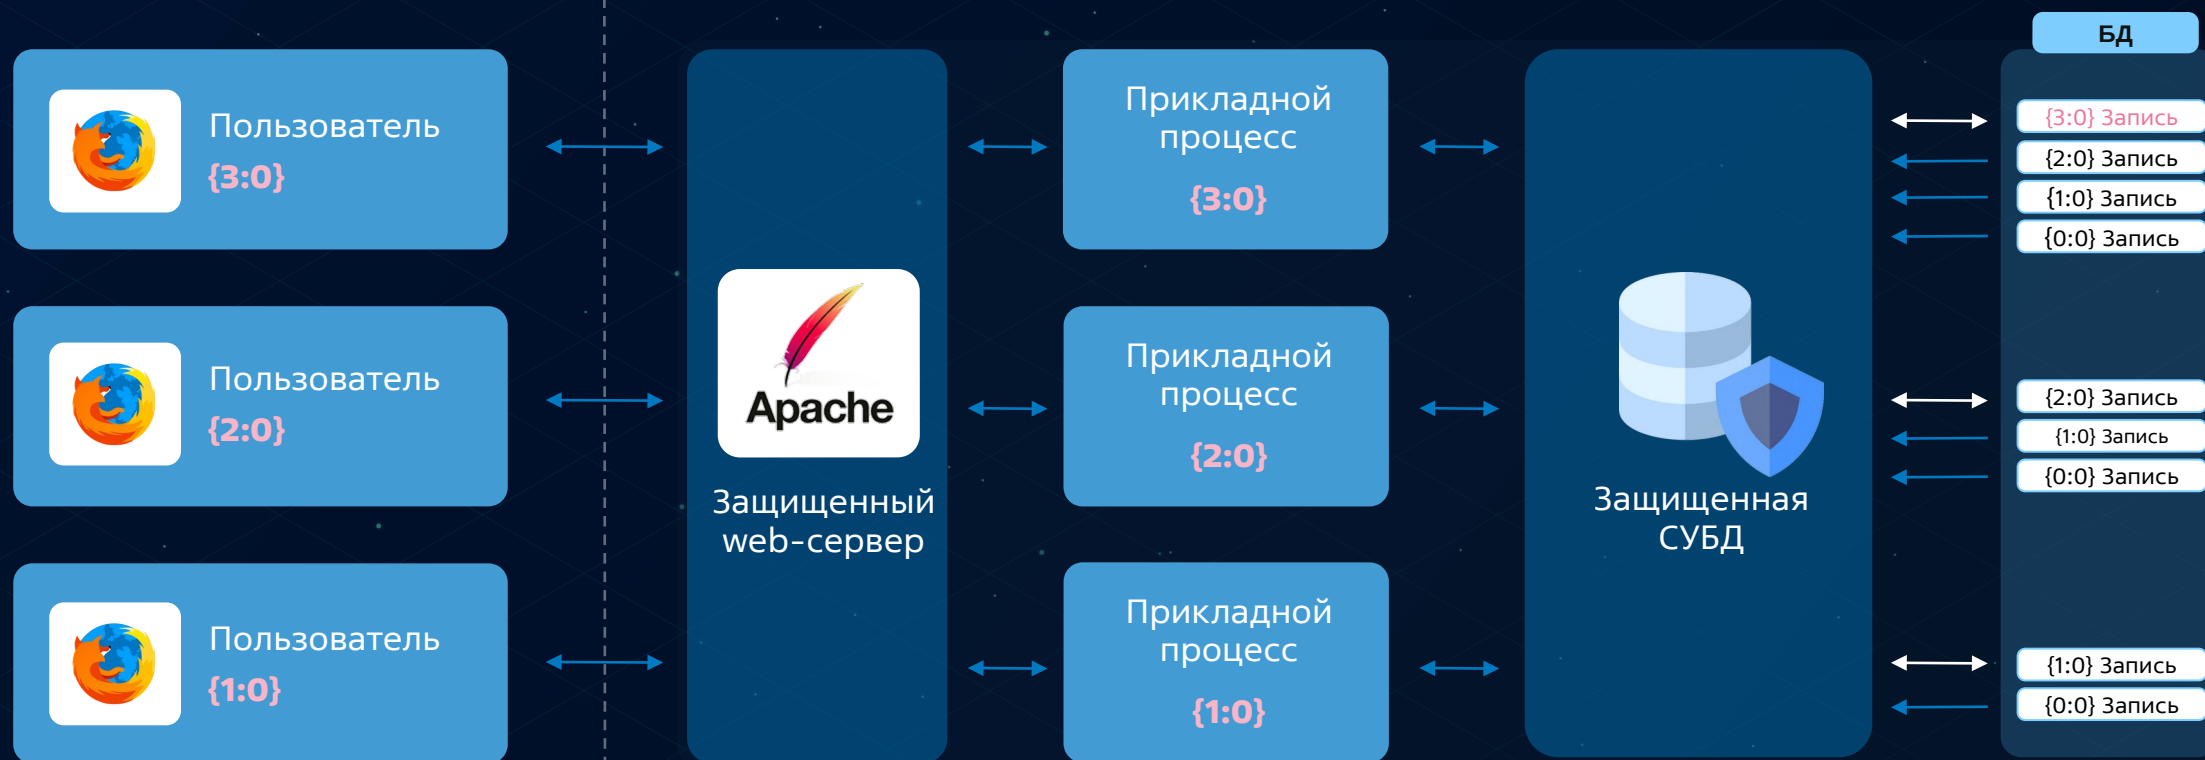 БД
Пользователь
{3:0}
Прикладной
процесс
{3:0}
{3:0} Запись
{2:0} Запись
{1:0} Запись
{0:0} Запись
Пользователь
{2:0}
Apache
Защищенный
web-сервер
Прикладной
процесс
{2:0}
Защищенная
СУБД
{2:0} Запись
{1:0} Запись
{0:0} Запись
Пользователь
{1:0}
Прикладной
процесс
{1:0}
{1:0} Запись
{0:0} Запись